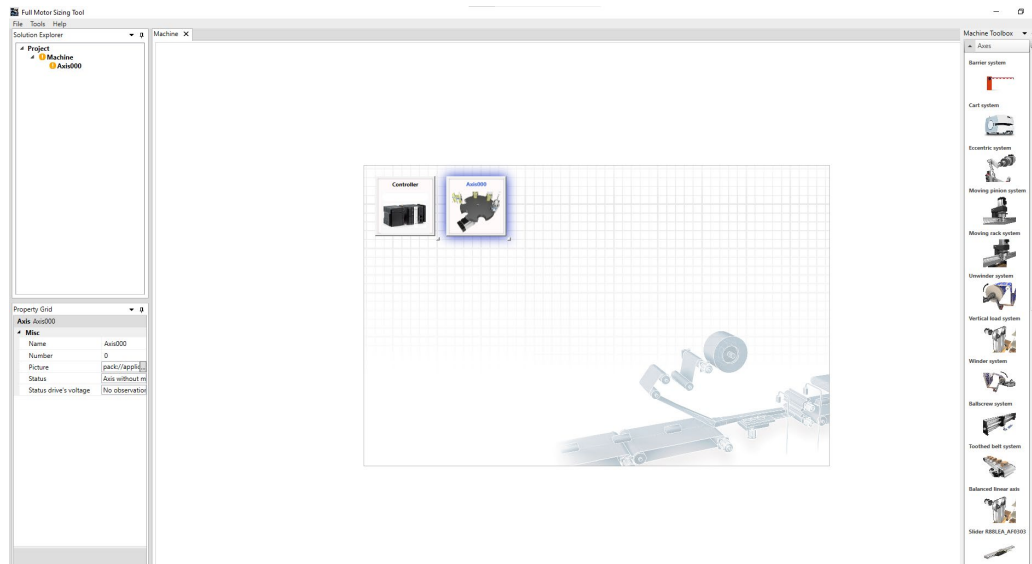 Full Motor Sizing Tool
File Tools Help
Solution Explorer
Project
Machine
Axis000
Property Grid
Axis Axis000
Misc
Name Axis000
Number 0
Picture pack://applic...
Status Axis without m
Status drive's voltage No observation
Machine
Controller
Axis000
Machine Toolbox
Axes
Barrier system
Cart system
Eccentric system
Moving pinion system
Moving rack system
Unwinder system
Vertical load system
Winder system
Ballscrew system
Toothed belt system
Balanced linear axis
Slider R88LEA_AF0303